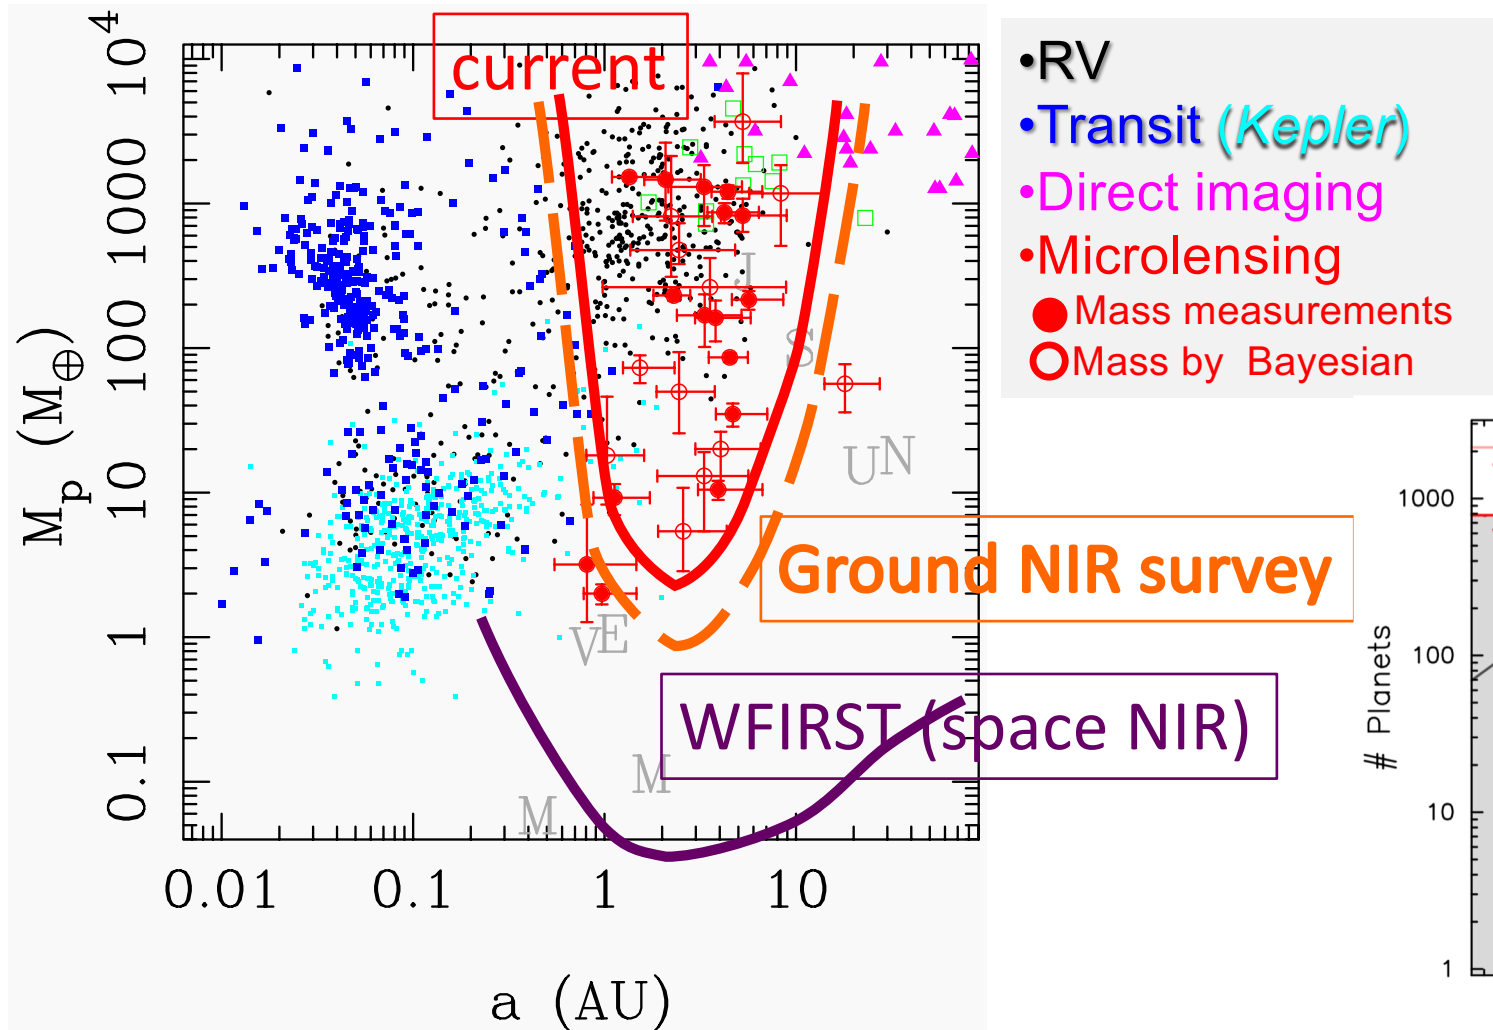 current
•RV
•Transit (Kepler)
•Direct imaging
•Microlensing
Mass measurements
Mass by Bayesian
10⁴
1000
100
10
1
0.1
Mₚ (M⊕)
J
S
U N
V E
M
M
Ground NIR survey
WFIRST (space NIR)
0.01 0.1 1 10
a (AU)
1000
100
10
1
# Planets